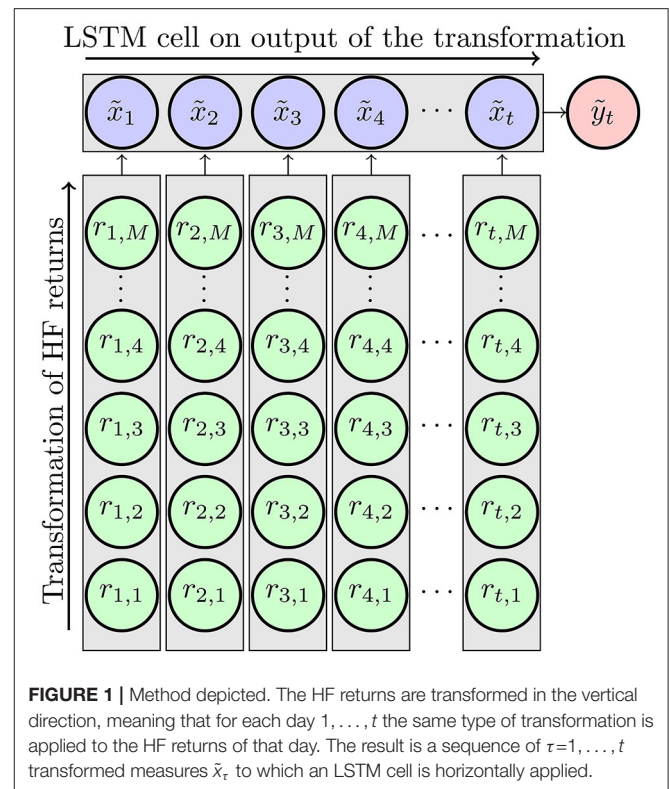 LSTM cell on output of the transformation
x̃₁ x̃₂ x̃₃ x̃₄ ··· x̃ₜ ỹₜ
Transformation of HF returns
r₁,M r₂,M r₃,M r₄,M ··· rₜ,M
⋮ ⋮ ⋮ ⋮ ⋮
r₁,₄ r₂,₄ r₃,₄ r₄,₄ ··· rₜ,₄
r₁,₃ r₂,₃ r₃,₃ r₄,₃ ··· rₜ,₃
r₁,₂ r₂,₂ r₃,₂ r₄,₂ ··· rₜ,₂
r₁,₁ r₂,₁ r₃,₁ r₄,₁ ··· rₜ,₁
FIGURE 1 | Method depicted. The HF returns are transformed in the vertical
direction, meaning that for each day 1, . . . , t the same type of transformation is
applied to the HF returns of that day. The result is a sequence of τ=1, . . . , t
transformed measures x̃τ to which an LSTM cell is horizontally applied.